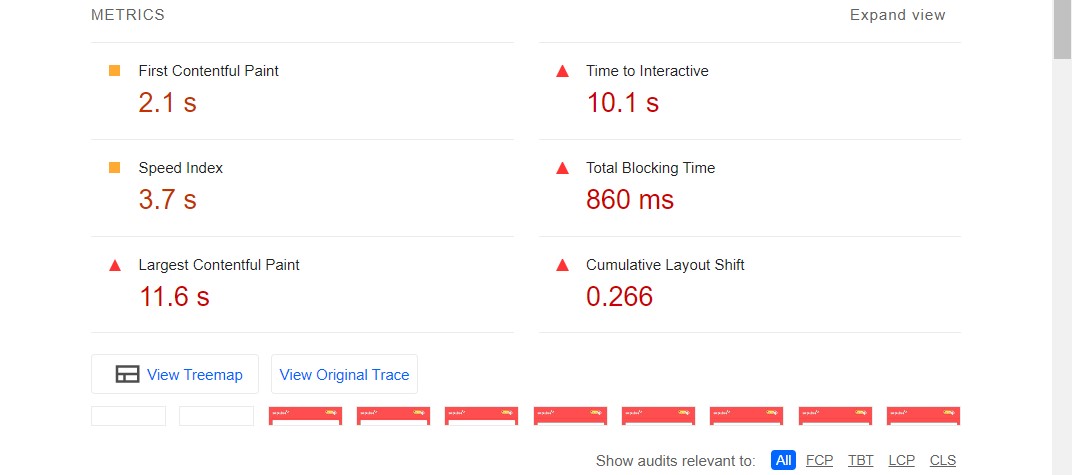 METRICS
Expand view
First Contentful Paint
2.1 s
Time to Interactive
10.1 s
Speed Index
3.7 s
Total Blocking Time
860 ms
Largest Contentful Paint
11.6 s
Cumulative Layout Shift
0.266
View Treemap
View Original Trace
Show audits relevant to: All FCP TBT LCP CLS